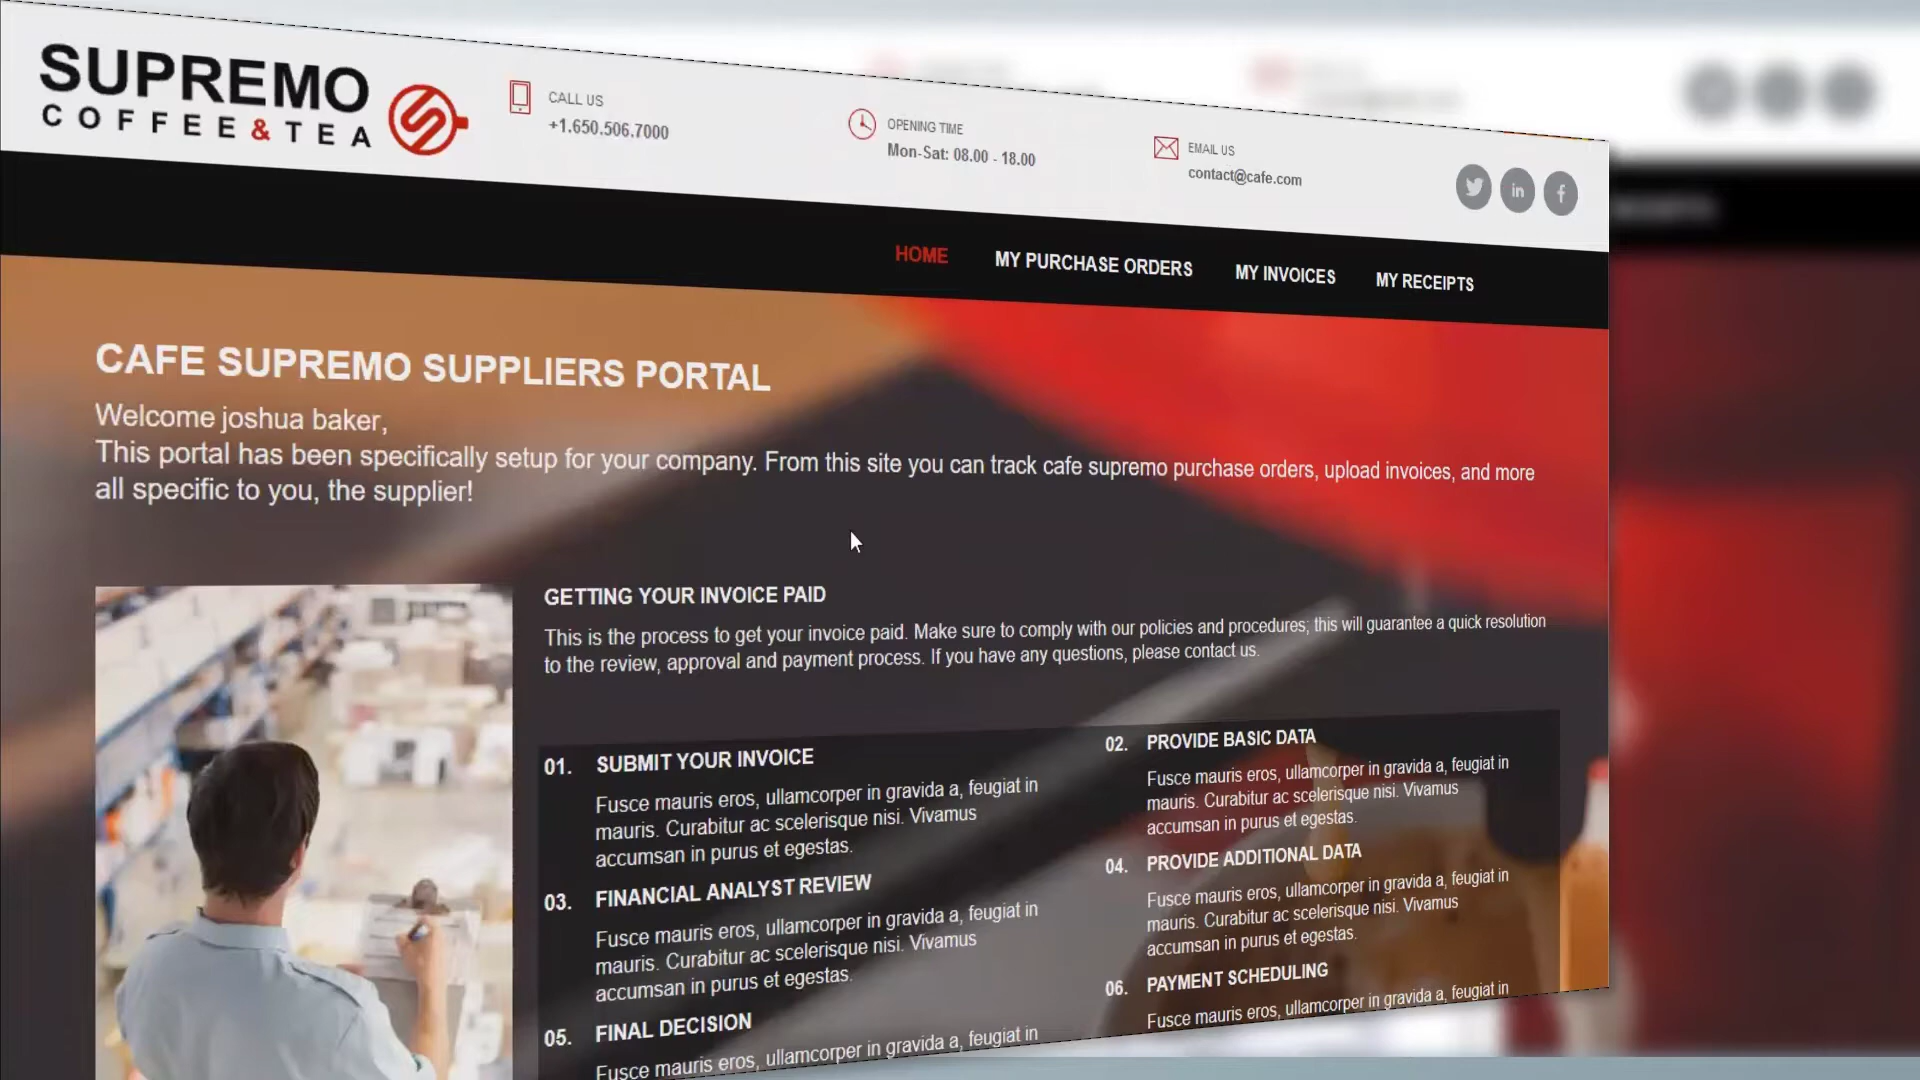 SUPREMO
COFFEE & TEA
CALL US
+1.650.506.7000
OPENING TIME
Mon-Sat: 08.00 - 18.00
EMAIL US
contact@cafe.com
HOME MY PURCHASE ORDERS MY INVOICES MY RECEIPTS
CAFE SUPREMO SUPPLIERS PORTAL
Welcome joshua baker,
This portal has been specifically setup for your company. From this site you can track cafe supremo purchase orders, upload invoices, and more
all specific to you, the supplier!
GETTING YOUR INVOICE PAID
This is the process to get your invoice paid. Make sure to comply with our policies and procedures; this will guarantee a quick resolution
to the review, approval and payment process. If you have any questions, please contact us.
01. SUBMIT YOUR INVOICE
Fusce mauris eros, ullamcorper in gravida a, feugiat in
mauris. Curabitur ac scelerisque nisi. Vivamus
accumsan in purus et egestas.
02. PROVIDE BASIC DATA
Fusce mauris eros, ullamcorper in gravida a, feugiat in
mauris. Curabitur ac scelerisque nisi. Vivamus
accumsan in purus et egestas.
03. FINANCIAL ANALYST REVIEW
Fusce mauris eros, ullamcorper in gravida a, feugiat in
mauris. Curabitur ac scelerisque nisi. Vivamus
accumsan in purus et egestas.
04. PROVIDE ADDITIONAL DATA
Fusce mauris eros, ullamcorper in gravida a, feugiat in
mauris. Curabitur ac scelerisque nisi. Vivamus
accumsan in purus et egestas.
05. FINAL DECISION
Fusce mauris eros, ullamcorper in gravida a, feugiat in
06. PAYMENT SCHEDULING
Fusce mauris eros, ullamcorper in gravida a, feugiat in